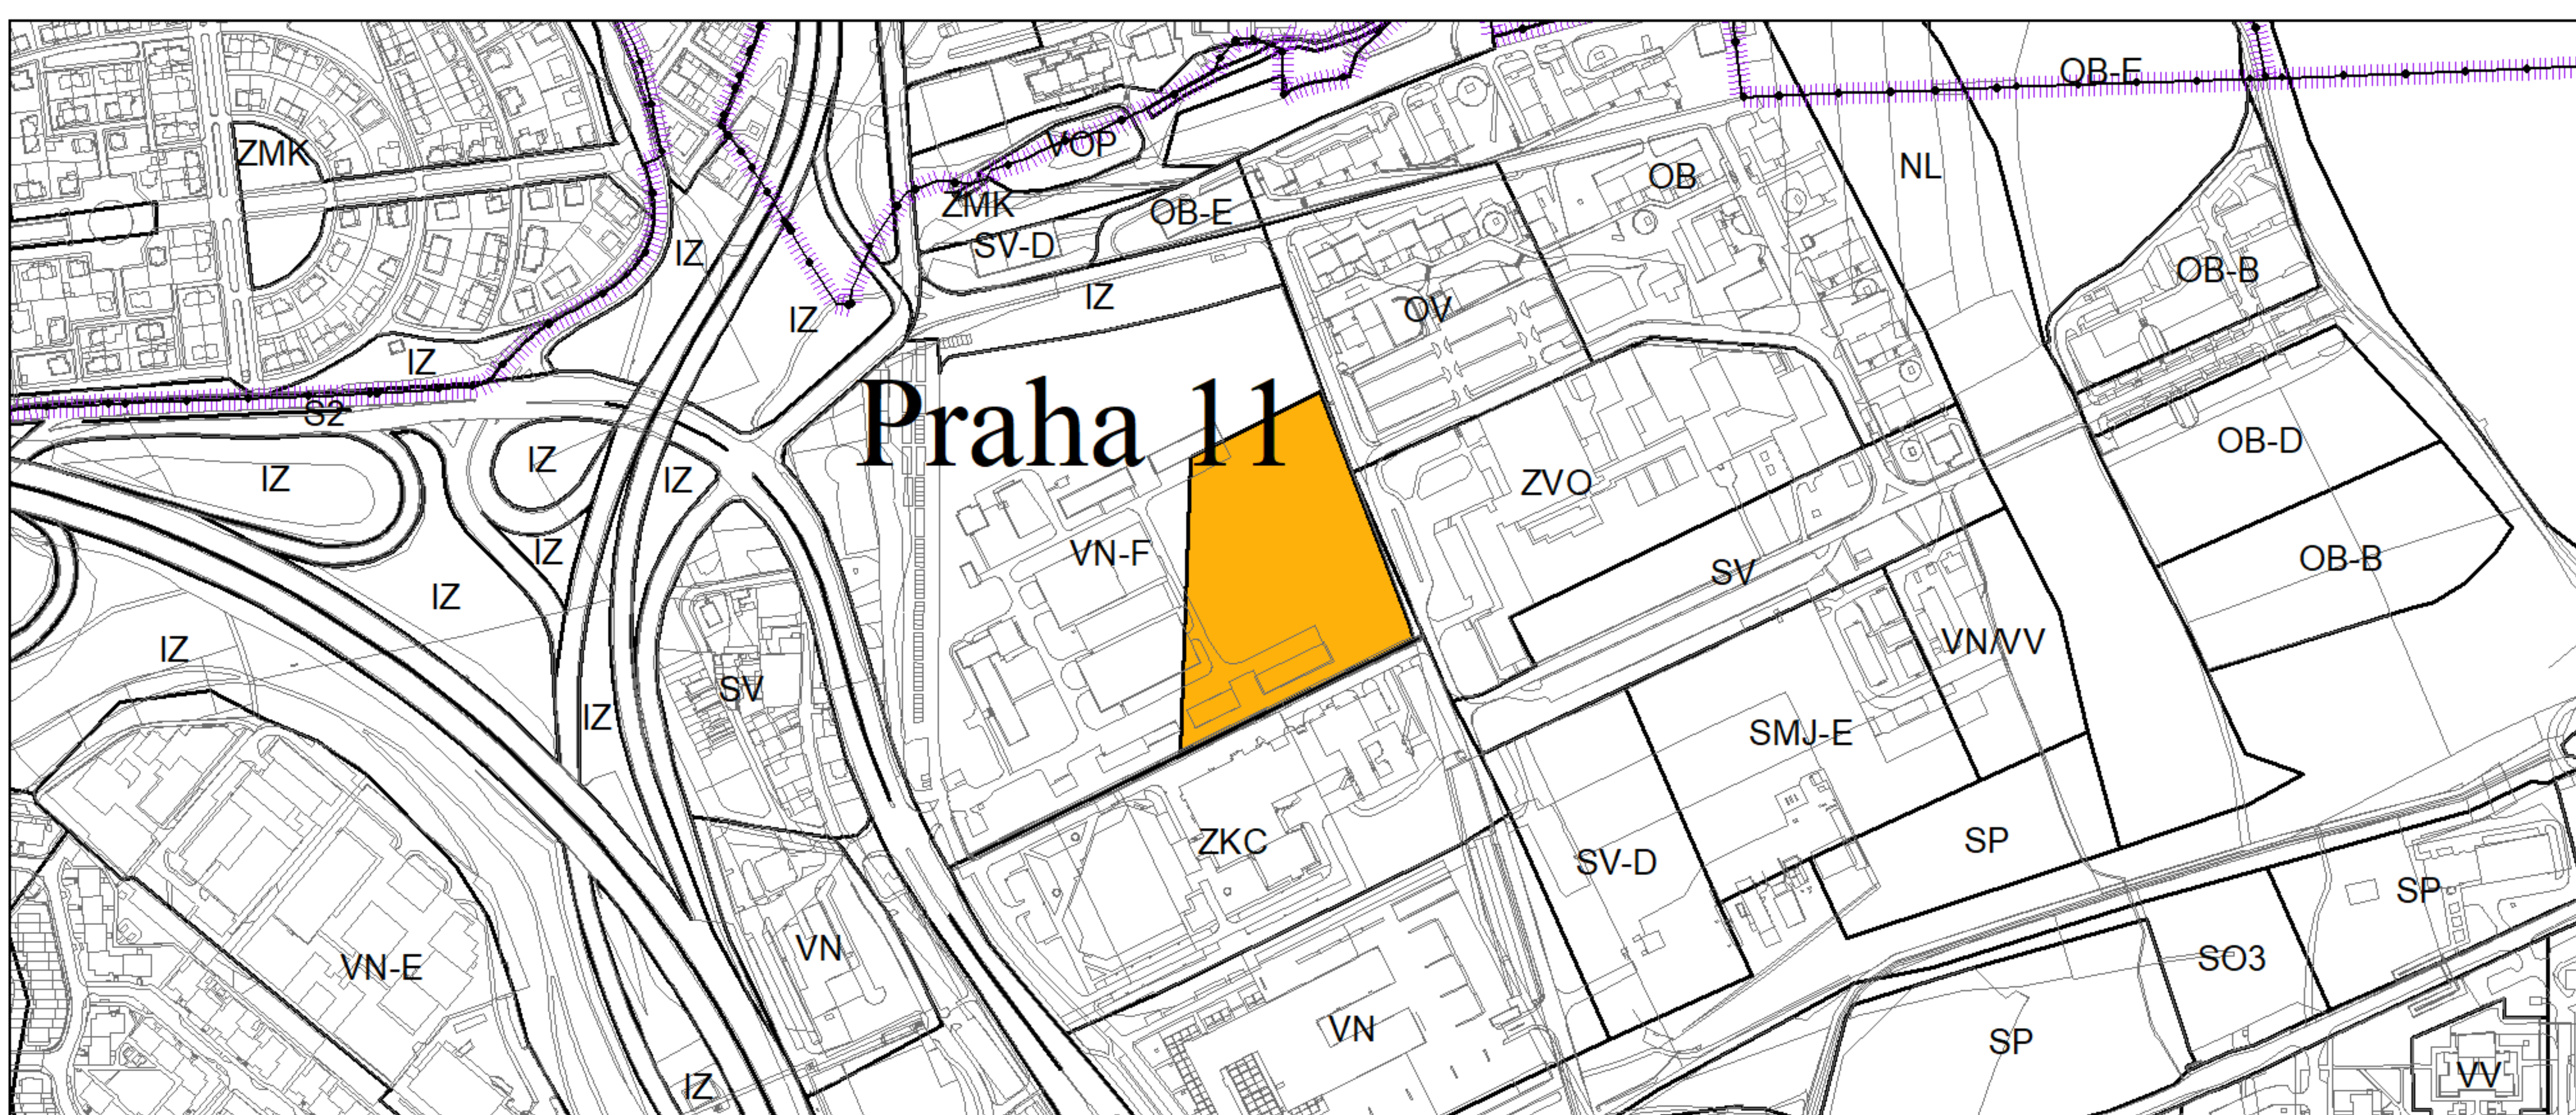 OB-E
VOP
ZMK
NL
OB
ZMK
OB-E
SV-D
IZ
OB-B
IZ
OV
IZ
IZ
S2
Praha 11
OB-D
IZ
IZ
IZ
ZVO
IZ
VN-F
SV
OB-B
IZ
IZ
VN/VV
SV
IZ
SMJ-E
ZKC
SP
SV-D
SP
VN
VN-E
SO3
VN
SP
VV
IZ